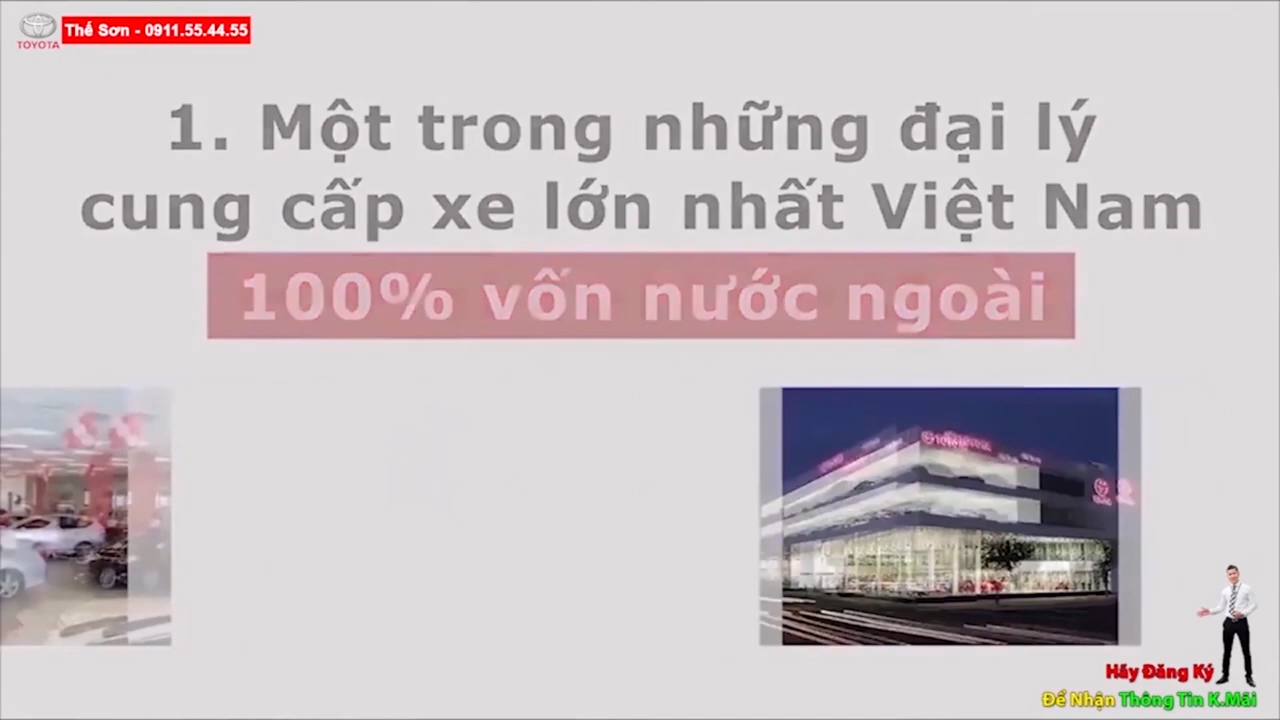 TOYOTA
Thế Sơn - 0911.55.44.55
1. Một trong những đại lý
cung cấp xe lớn nhất Việt Nam
100% vốn nước ngoài
Hãy Đăng Ký
Để Nhận Thông Tin K.Mãi